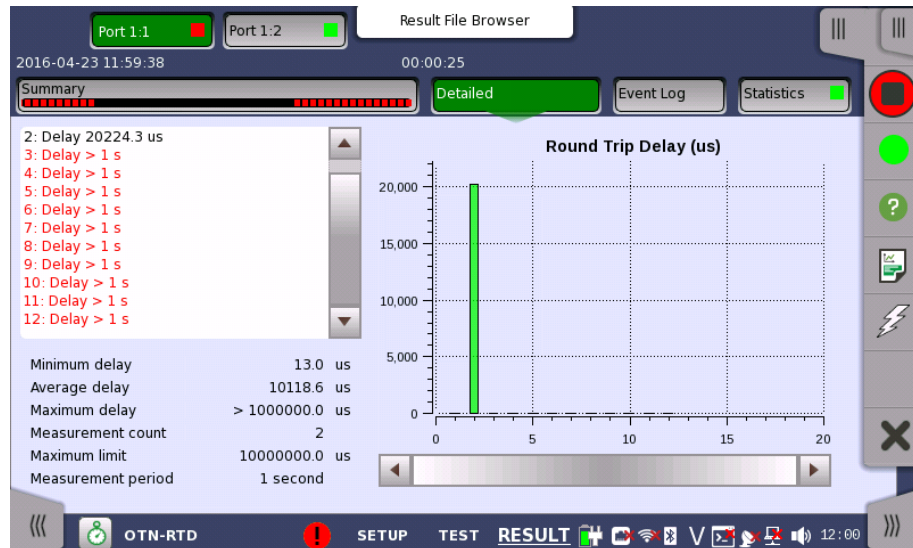 Result File Browser
Port 1:1
Port 1:2
2016-04-23 11:59:38
00:00:25
Summary
Detailed
Event Log
Statistics
2: Delay 20224.3 us
3: Delay > 1 s
4: Delay > 1 s
5: Delay > 1 s
6: Delay > 1 s
7: Delay > 1 s
8: Delay > 1 s
9: Delay > 1 s
10: Delay > 1 s
11: Delay > 1 s
12: Delay > 1 s
Minimum delay 13.0 us
Average delay 10118.6 us
Maximum delay > 1000000.0 us
Measurement count 2
Maximum limit 10000000.0 us
Measurement period 1 second
Round Trip Delay (us)
20,000
15,000
10,000
5,000
0
0 5 10 15 20
OTN-RTD
SETUP TEST RESULT V 12:00